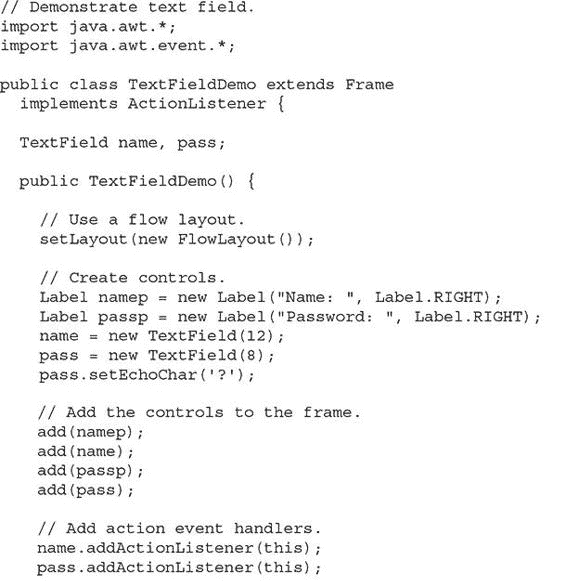 // Demonstrate text field.
import java.awt.*;
import java.awt.event.*;

public class TextFieldDemo extends Frame
  implements ActionListener {

  TextField name, pass;

  public TextFieldDemo() {

    // Use a flow layout.
    setLayout(new FlowLayout());

    // Create controls.
    Label namep = new Label("Name: ", Label.RIGHT);
    Label passp = new Label("Password: ", Label.RIGHT);
    name = new TextField(12);
    pass = new TextField(8);
    pass.setEchoChar('?');

    // Add the controls to the frame.
    add(namep);
    add(name);
    add(passp);
    add(pass);

    // Add action event handlers.
    name.addActionListener(this);
    pass.addActionListener(this);